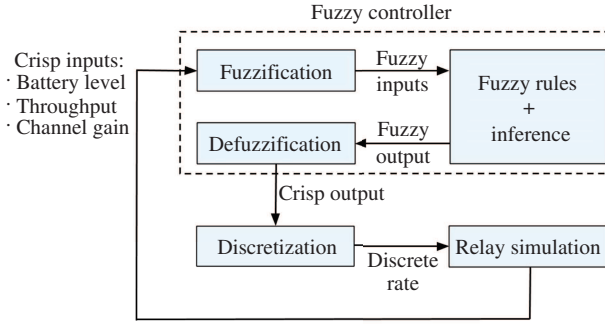 Fuzzy controller
Crisp inputs:
· Battery level
· Throughput
· Channel gain
Fuzzification
Fuzzy
inputs
Fuzzy rules
+
inference
Defuzzification
Fuzzy
output
Crisp output
Discretization
Discrete
rate
Relay simulation